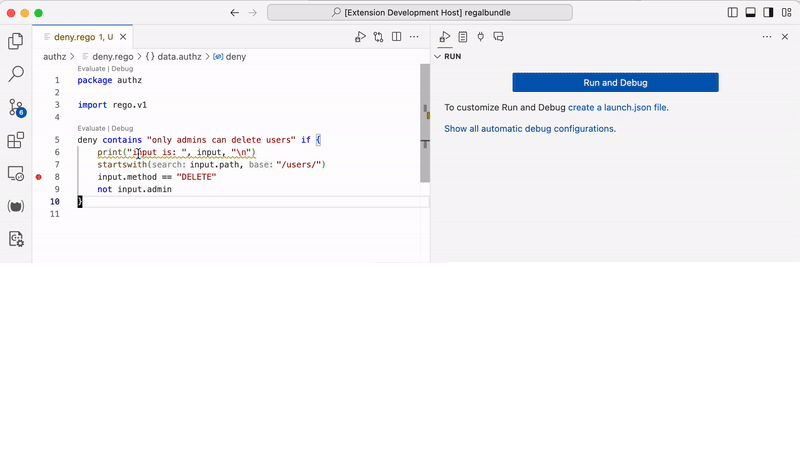 [Extension Development Host] regalbundle
deny.rego 1, U
RUN
authz > deny.rego > { } data.authz > deny
Evaluate | Debug
1 package authz
2
3 import rego.v1
4
Evaluate | Debug
5 deny contains "only admins can delete users" if {
6 print("input is: ", input, "\n")
7 startswith(search: input.path, base: "/users/")
8 input.method == "DELETE"
9 not input.admin
10 }
11
6
Run and Debug
To customize Run and Debug create a launch.json file.
Show all automatic debug configurations.